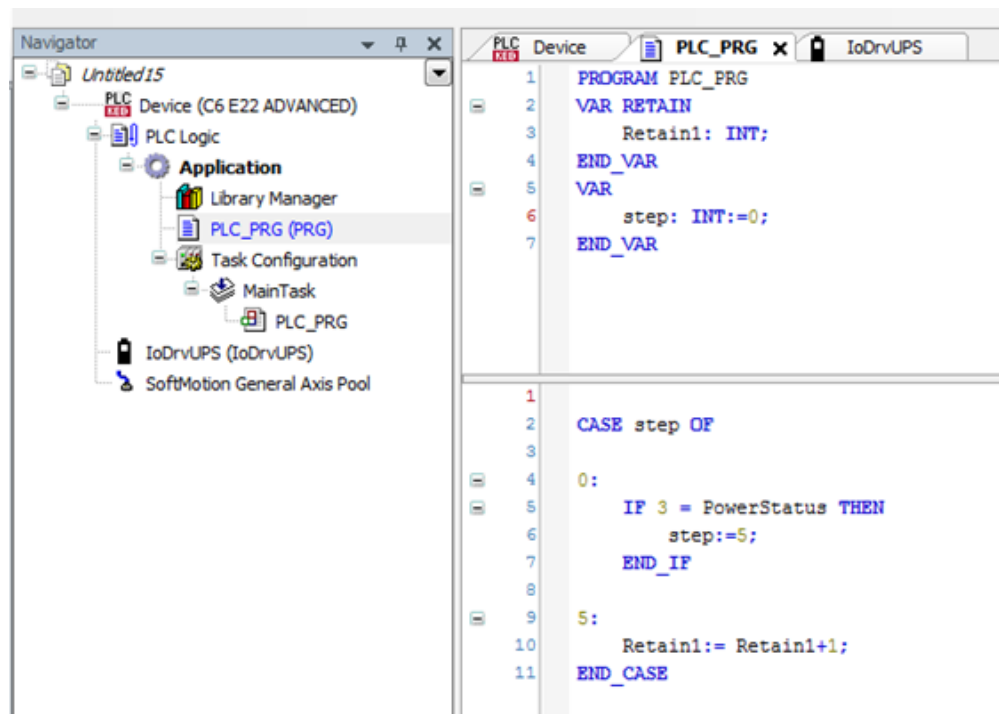 Navigator
Untitled15
PLC
KED
Device (C6 E22 ADVANCED)
PLC Logic
Application
Library Manager
PLC_PRG (PRG)
Task Configuration
MainTask
PLC_PRG
IoDrvUPS (IoDrvUPS)
SoftMotion General Axis Pool
PLC
KED
Device
PLC_PRG
IoDrvUPS
1 PROGRAM PLC_PRG
2 VAR RETAIN
3 Retain1: INT;
4 END_VAR
5 VAR
6 step: INT:=0;
7 END_VAR
1
2 CASE step OF
3
4 0:
5 IF 3 = PowerStatus THEN
6 step:=5;
7 END_IF
8
9 5:
10 Retain1:= Retain1+1;
11 END_CASE